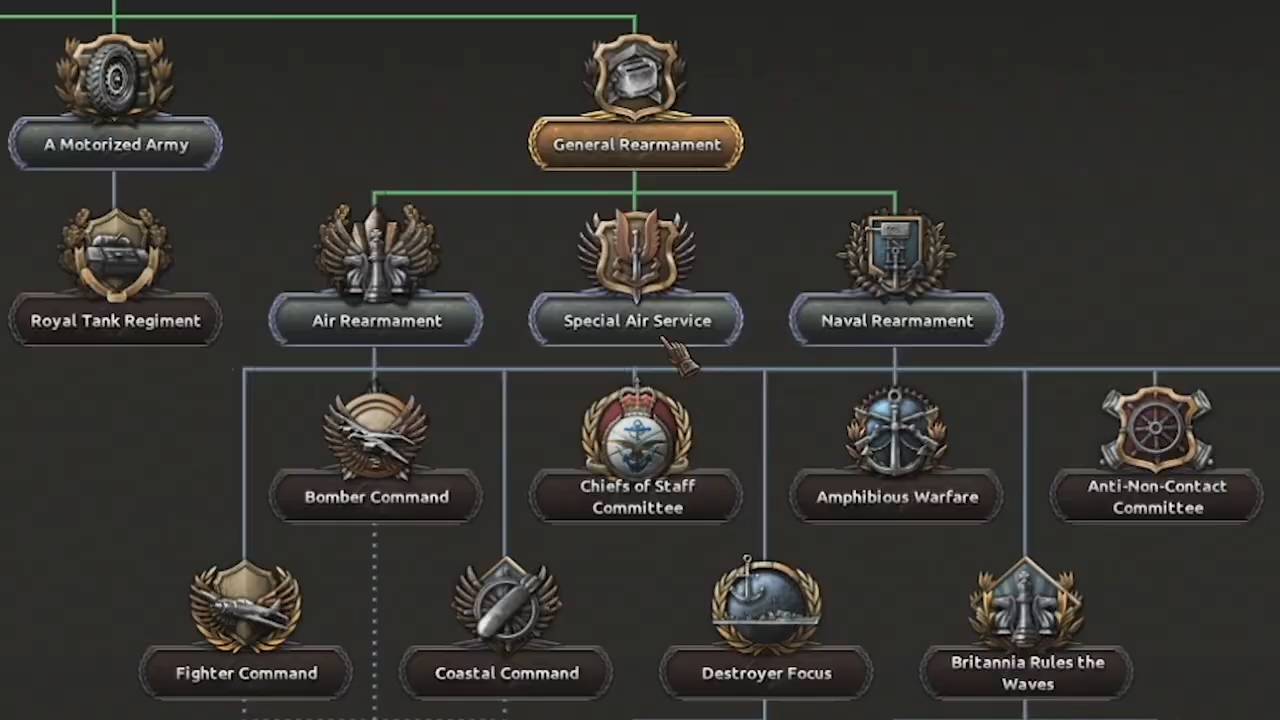 A Motorized Army
General Rearmament
Royal Tank Regiment
Air Rearmament
Special Air Service
Naval Rearmament
Bomber Command
Chiefs of Staff
Committee
Amphibious Warfare
Anti-Non-Contact
Committee
Fighter Command
Coastal Command
Destroyer Focus
Britannia Rules the
Waves